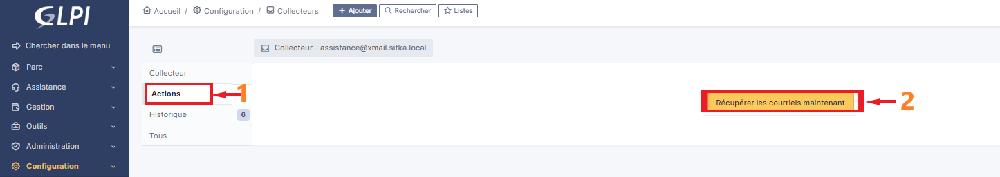 GLPI
Accueil / Configuration / Collecteurs
+ Ajouter
Rechercher
Listes
Chercher dans le menu
Parc
Assistance
Gestion
Outils
Administration
Configuration
Collecteur - assistance@xmail.sitka.local
Collecteur
Actions
1
Historique 6
Tous
Récupérer les courriels maintenant
2